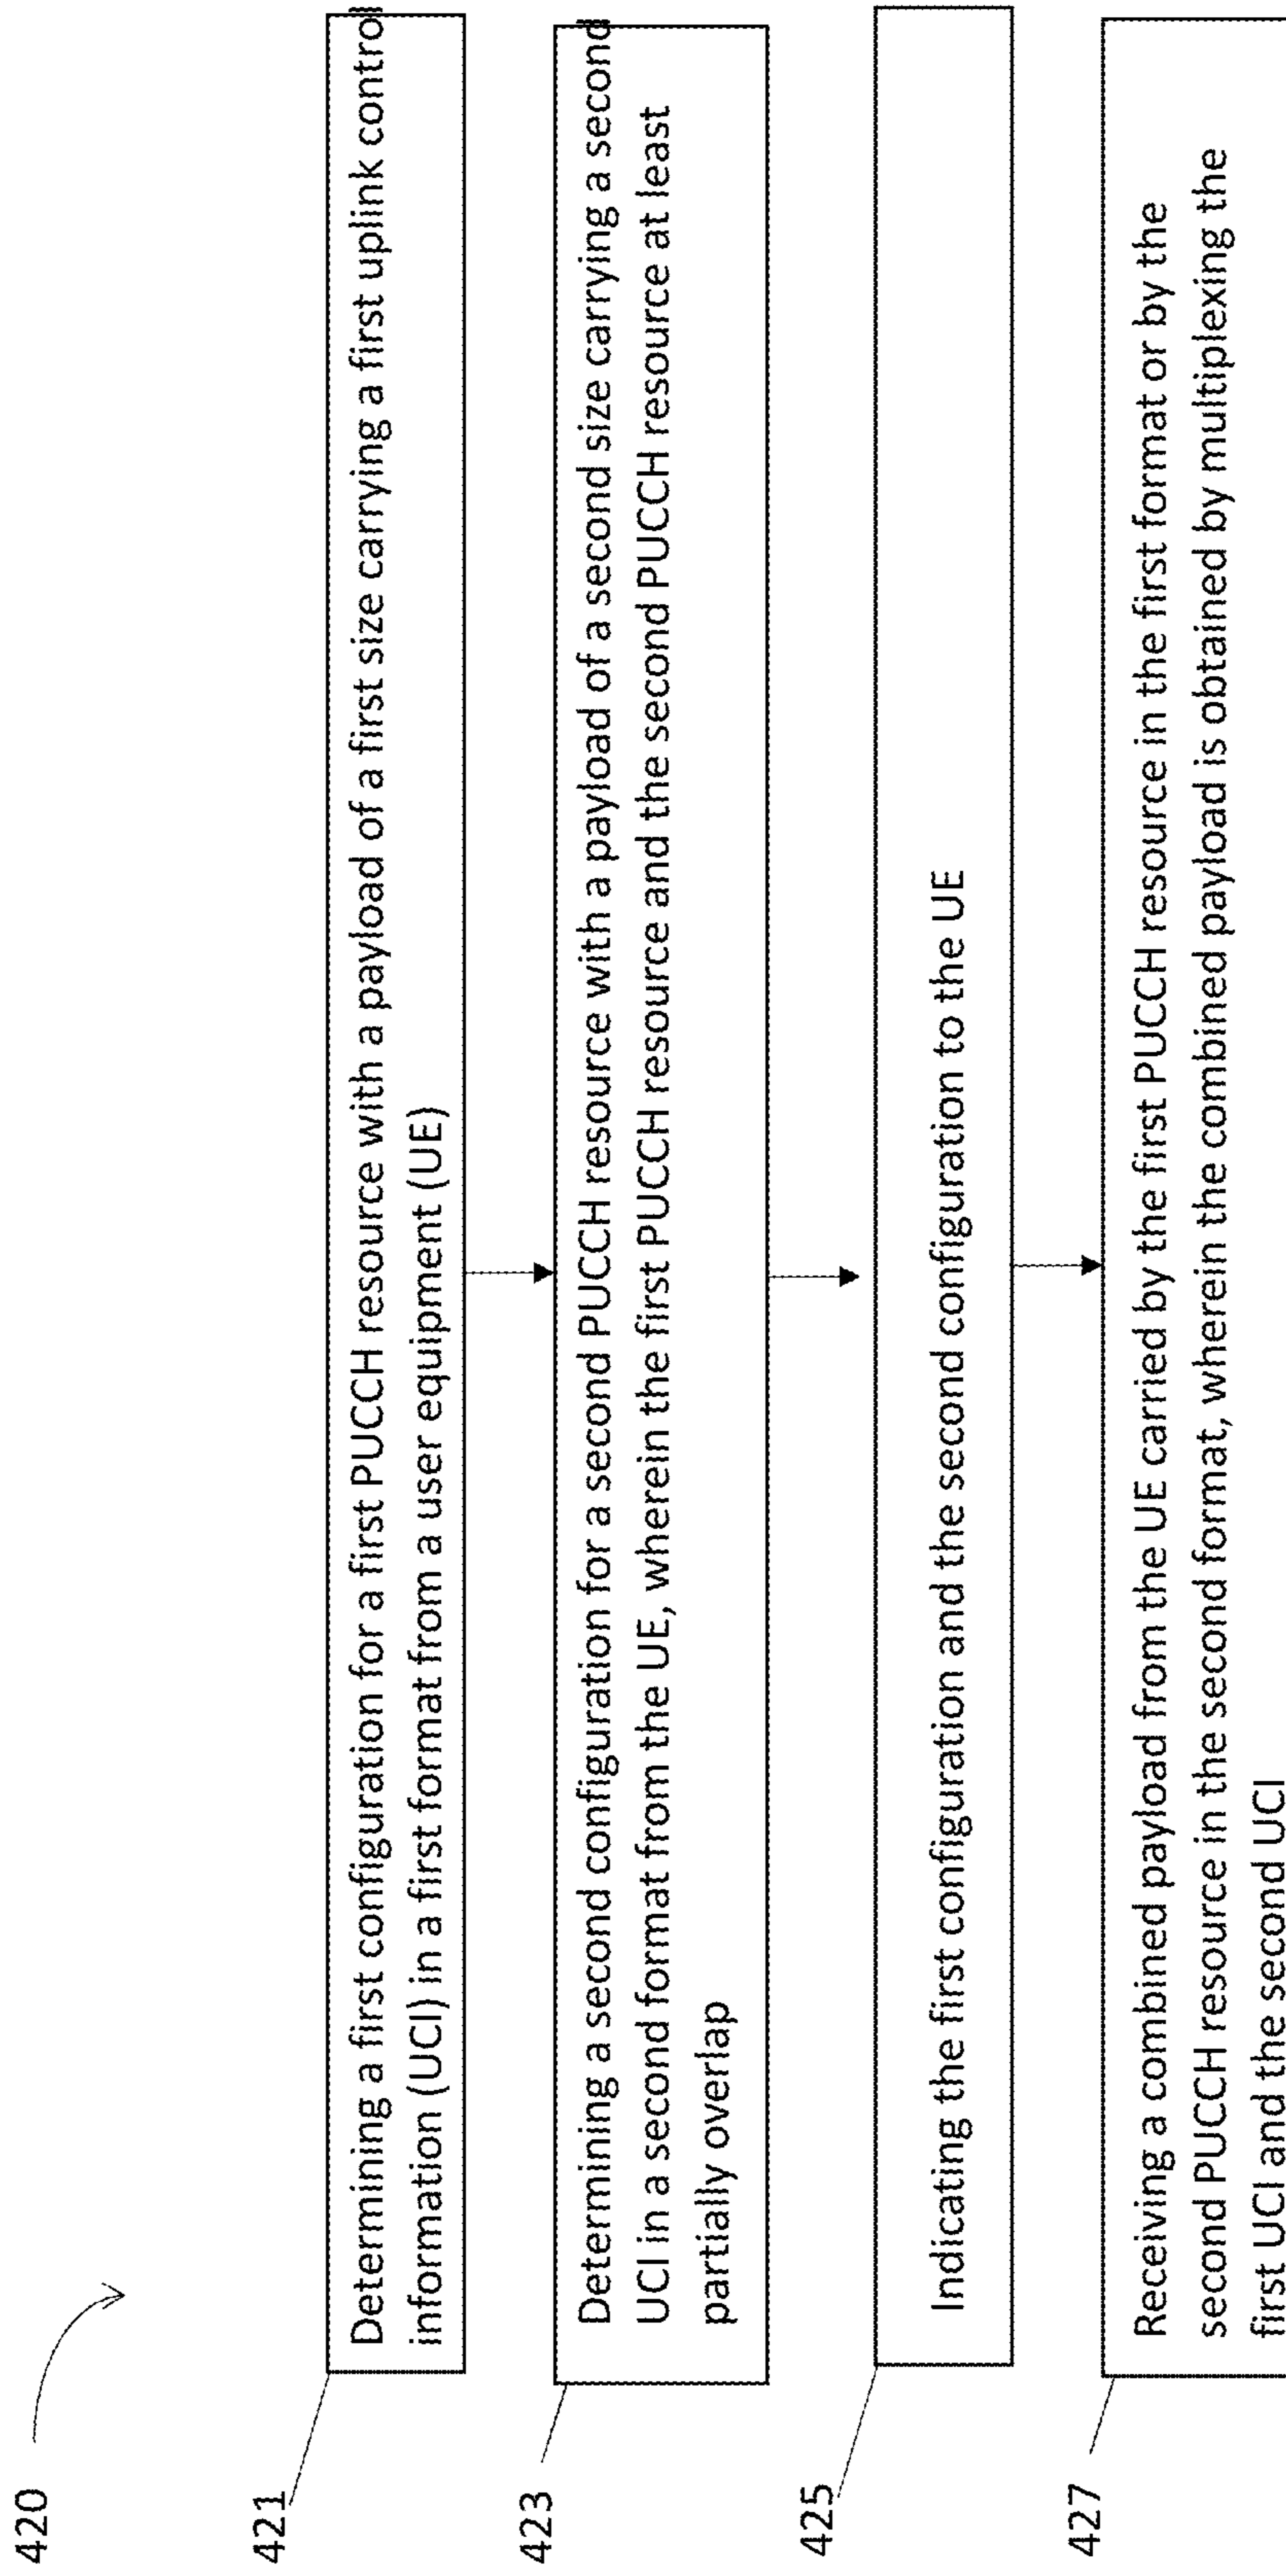 420
421
Determining a first configuration for a first PUCCH resource with a payload of a first size carrying a first uplink control
information (UCI) in a first format from a user equipment (UE)
423
Determining a second configuration for a second PUCCH resource with a payload of a second size carrying a second
UCI in a second format from the UE, wherein the first PUCCH resource and the second PUCCH resource at least
partially overlap
425
Indicating the first configuration and the second configuration to the UE
427
Receiving a combined payload from the UE carried by the first PUCCH resource in the first format or by the
second PUCCH resource in the second format, wherein the combined payload is obtained by multiplexing the
first UCI and the second UCI